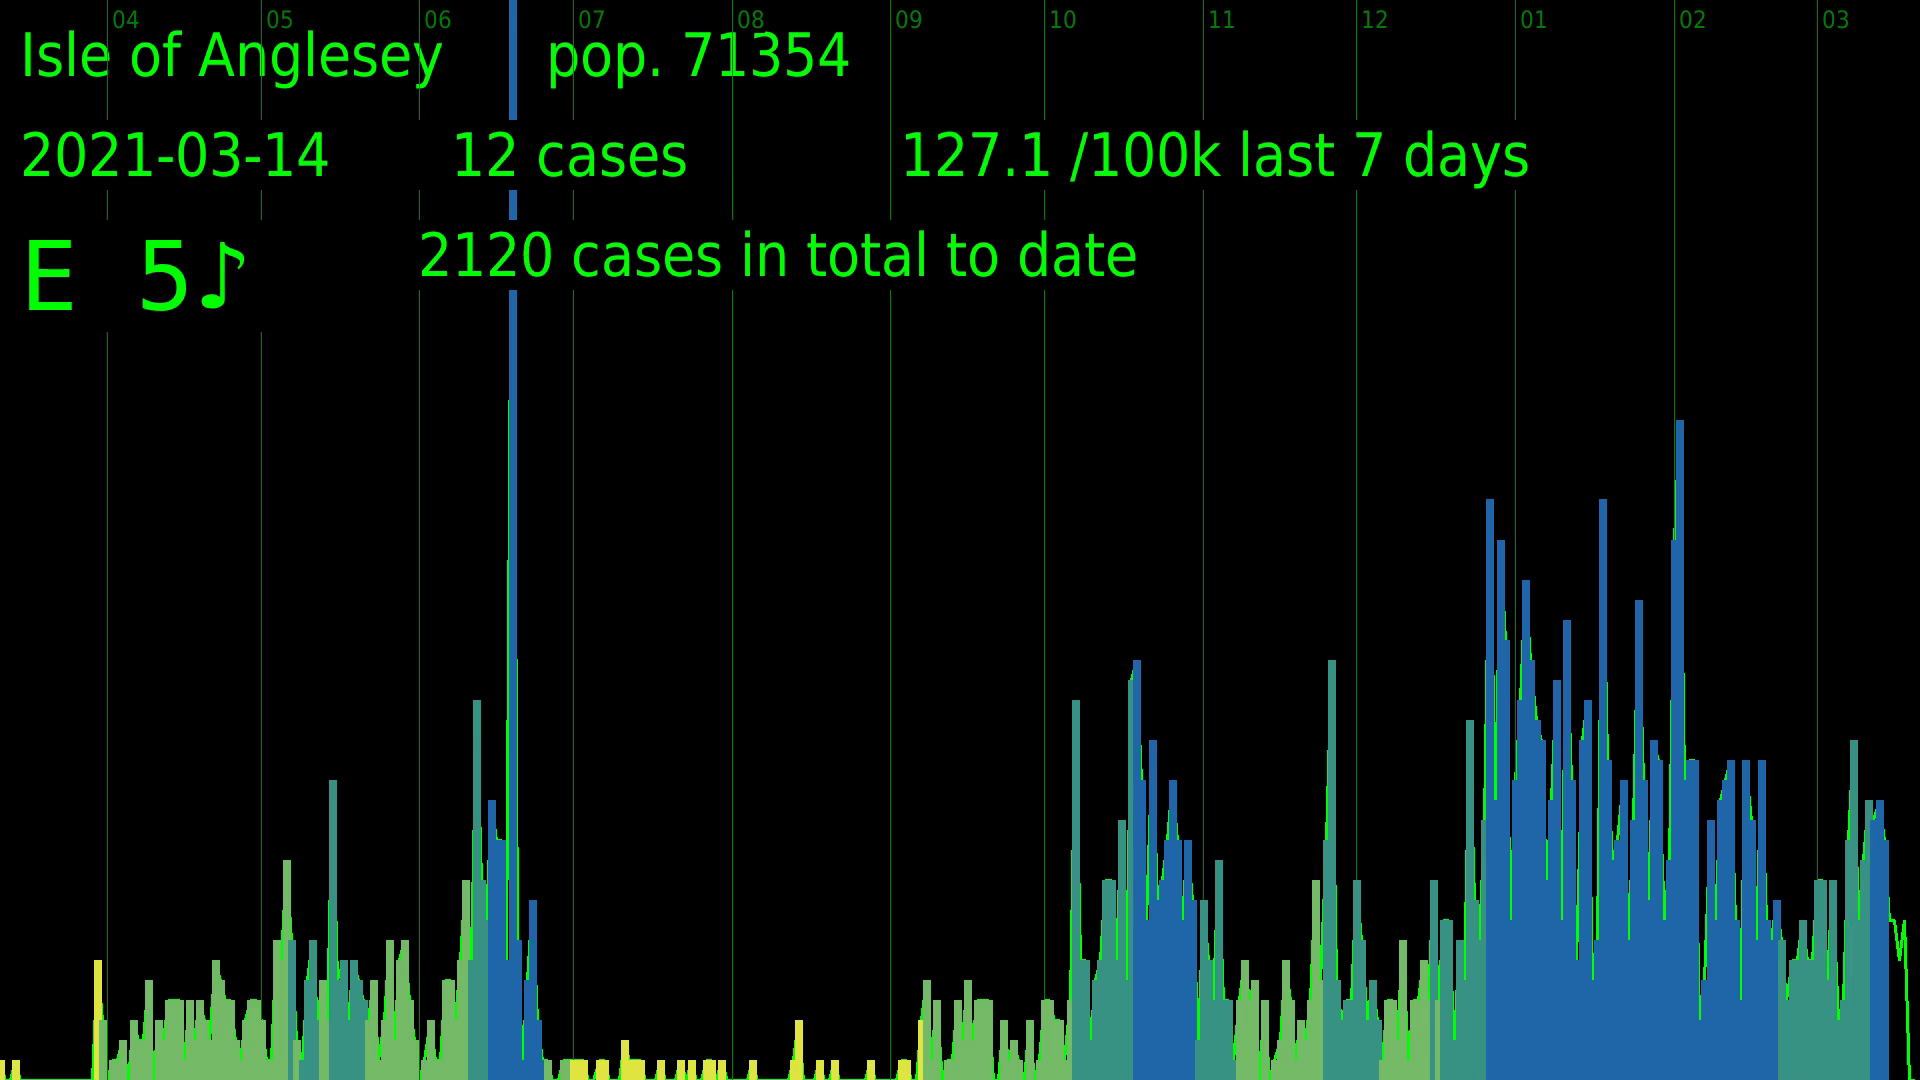 04 05 06 07 08 09 10 11 12 01 02 03
Isle of Anglesey pop. 71354
2021-03-14 12 cases 127.1 /100k last 7 days
E 5♪ 2120 cases in total to date